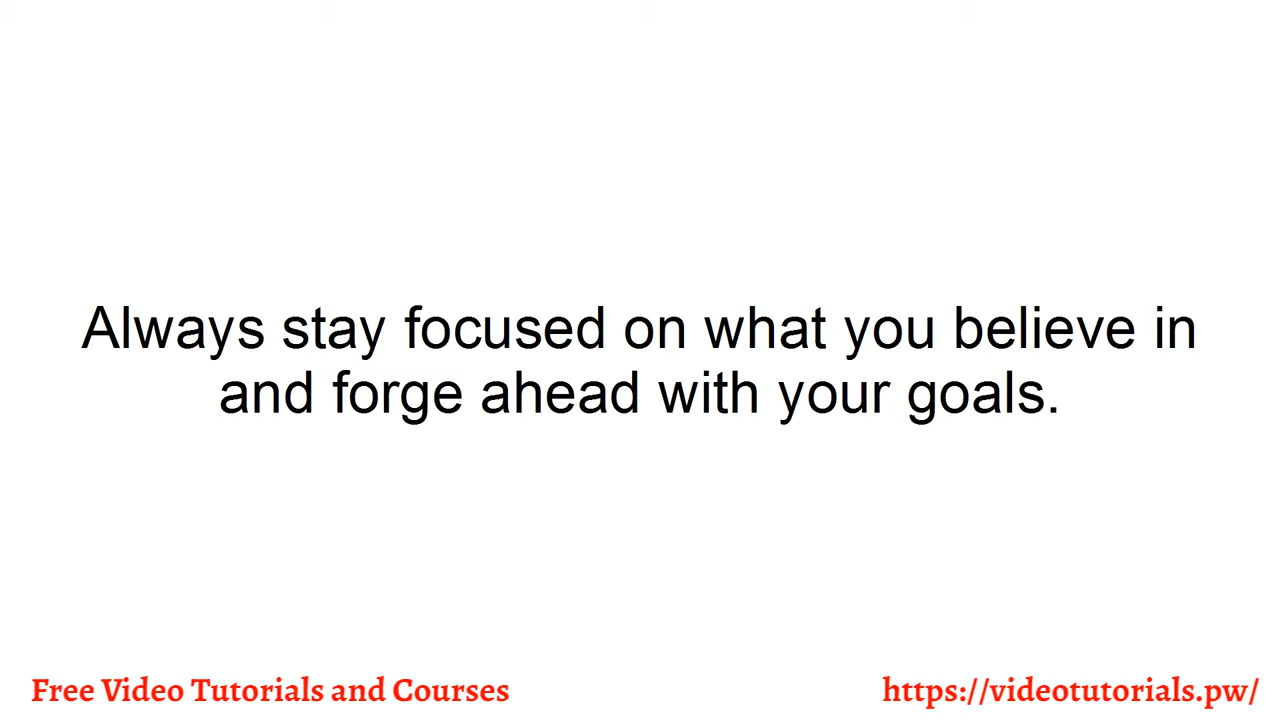 Always stay focused on what you believe in
and forge ahead with your goals.
Free Video Tutorials and Courses
https://videotutorials.pw/